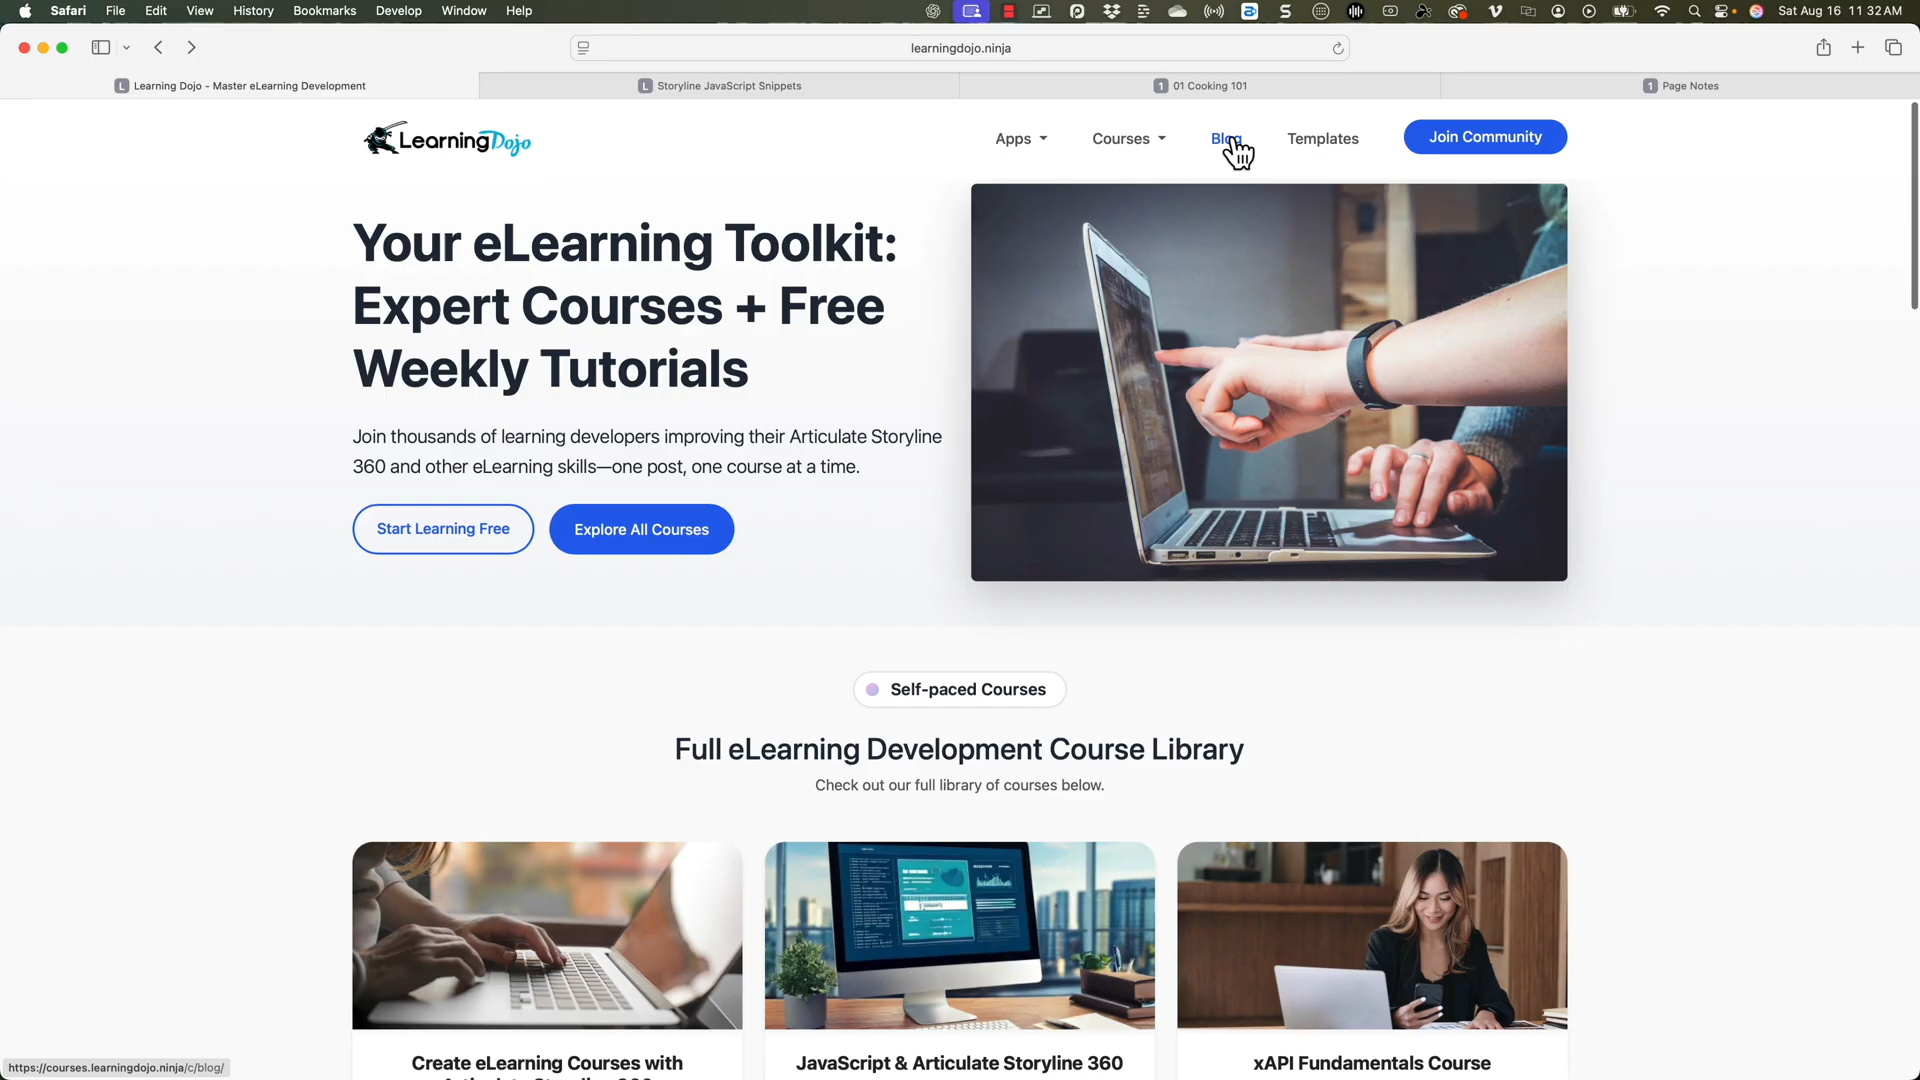 Safari File Edit View History Bookmarks Develop Window Help
Sat Aug 16 11 32 AM
learningdojo.ninja
L Learning Dojo - Master eLearning Development
L Storyline JavaScript Snippets
1 01 Cooking 101
1 Page Notes
LearningDojo
Apps Courses Blog Templates Join Community
Your eLearning Toolkit:
Expert Courses + Free
Weekly Tutorials
Join thousands of learning developers improving their Articulate Storyline
360 and other eLearning skills—one post, one course at a time.
Start Learning Free Explore All Courses
Self-paced Courses
Full eLearning Development Course Library
Check out our full library of courses below.
Create eLearning Courses with
JavaScript & Articulate Storyline 360
xAPI Fundamentals Course
https://courses.learningdojo.ninja/c/blog/